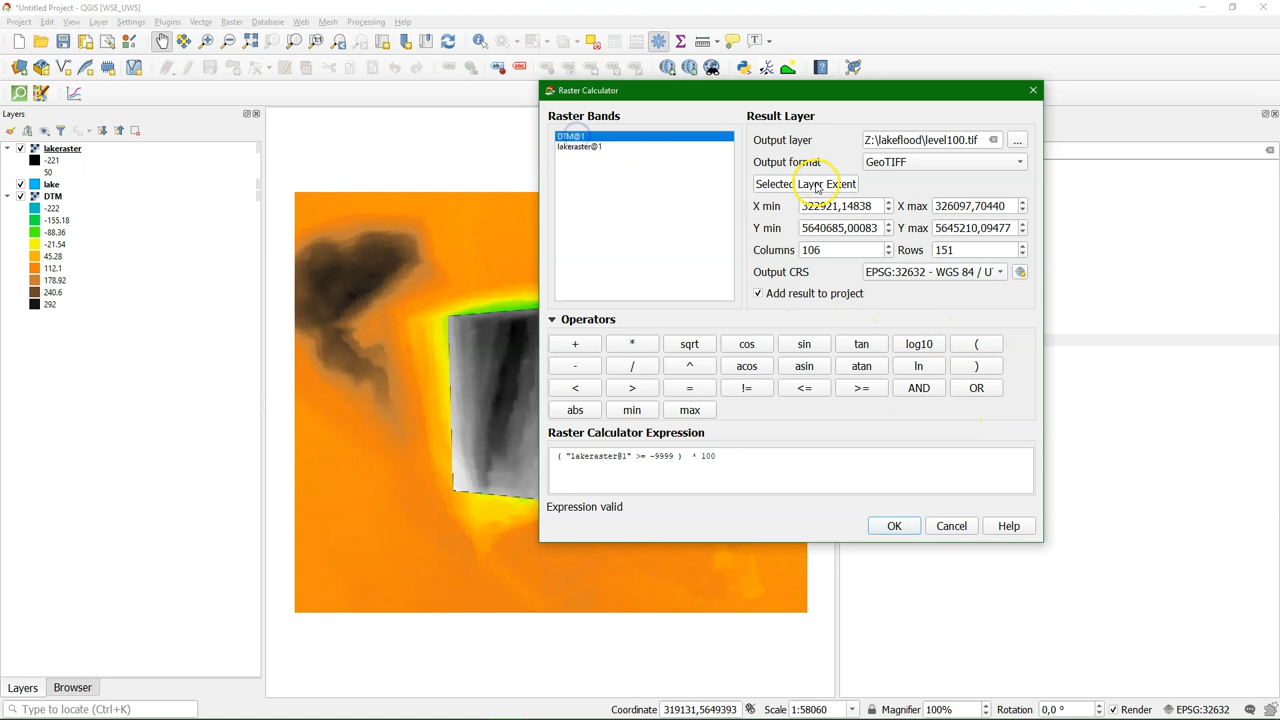 *Untitled Project - QGIS [WSE_UWS]
Project Edit View Layer Settings Plugins Vector Raster Database Web Mesh Processing Help
Layers
lakeraster
-221
50
lake
DTM
-222
-155.18
-88.36
-21.54
45.28
112.1
178.92
240.6
292
Raster Calculator
Raster Bands
DTM@1
lakeraster@1
Result Layer
Output layer Z:\lakeflood\level100.tif ...
Output format GeoTIFF
Selected Layer Extent
X min 322921,14838 X max 326097,70440
Y min 5640685,00083 Y max 5645210,09477
Columns 106 Rows 151
Output CRS EPSG:32632 - WGS 84 / U
Add result to project
Operators
+ * sqrt cos sin tan log10 (
- / ^ acos asin atan ln )
< > = != <= >= AND OR
abs min max
Raster Calculator Expression
( "lakeraster@1" >= -9999 ) * 100
Expression valid
OK Cancel Help
Layers Browser
Type to locate (Ctrl+K) Coordinate 319131,5649393 Scale 1:58060 Magnifier 100% Rotation 0,0 ° Render EPSG:32632